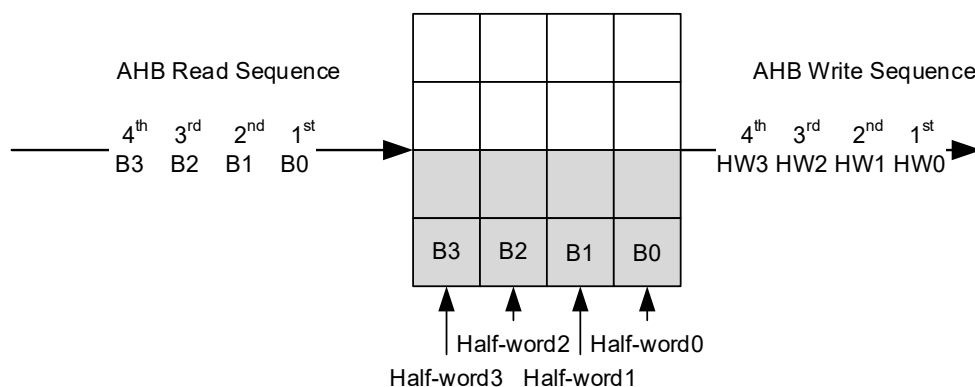 AHB Read Sequence
4th 3rd 2nd 1st
B3 B2 B1 B0
AHB Write Sequence
4th 3rd 2nd 1st
HW3 HW2 HW1 HW0
B3 B2 B1 B0
Half-word2 Half-word0
Half-word3 Half-word1